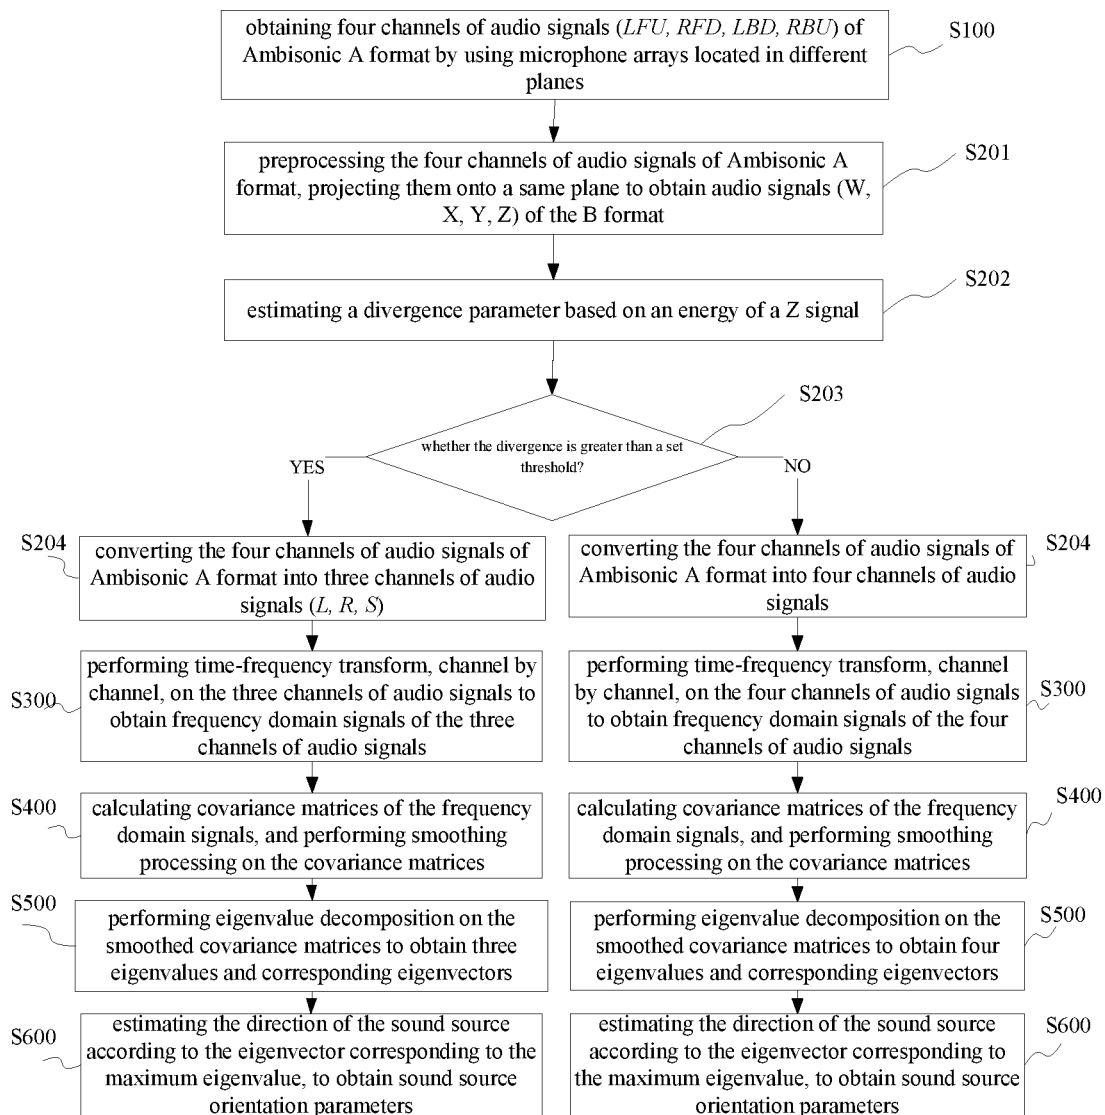 obtaining four channels of audio signals (LFU, RFD, LBD, RBU) of
Ambisonic A format by using microphone arrays located in different
planes
S100
preprocessing the four channels of audio signals of Ambisonic A
format, projecting them onto a same plane to obtain audio signals (W,
X, Y, Z) of the B format
S201
estimating a divergence parameter based on an energy of a Z signal
S202
whether the divergence is greater than a set
threshold?
S203
YES
NO
S204
converting the four channels of audio signals of
Ambisonic A format into three channels of audio
signals (L, R, S)
converting the four channels of audio signals of
Ambisonic A format into four channels of audio
signals
S204
S300
performing time-frequency transform, channel by
channel, on the three channels of audio signals to
obtain frequency domain signals of the three
channels of audio signals
performing time-frequency transform, channel
by channel, on the four channels of audio signals
to obtain frequency domain signals of the four
channels of audio signals
S300
S400
calculating covariance matrices of the frequency
domain signals, and performing smoothing
processing on the covariance matrices
calculating covariance matrices of the frequency
domain signals, and performing smoothing
processing on the covariance matrices
S400
S500
performing eigenvalue decomposition on the
smoothed covariance matrices to obtain three
eigenvalues and corresponding eigenvectors
performing eigenvalue decomposition on the
smoothed covariance matrices to obtain four
eigenvalues and corresponding eigenvectors
S500
S600
estimating the direction of the sound source
according to the eigenvector corresponding to the
maximum eigenvalue, to obtain sound source
orientation parameters
estimating the direction of the sound source
according to the eigenvector corresponding to
the maximum eigenvalue, to obtain sound source
orientation parameters
S600